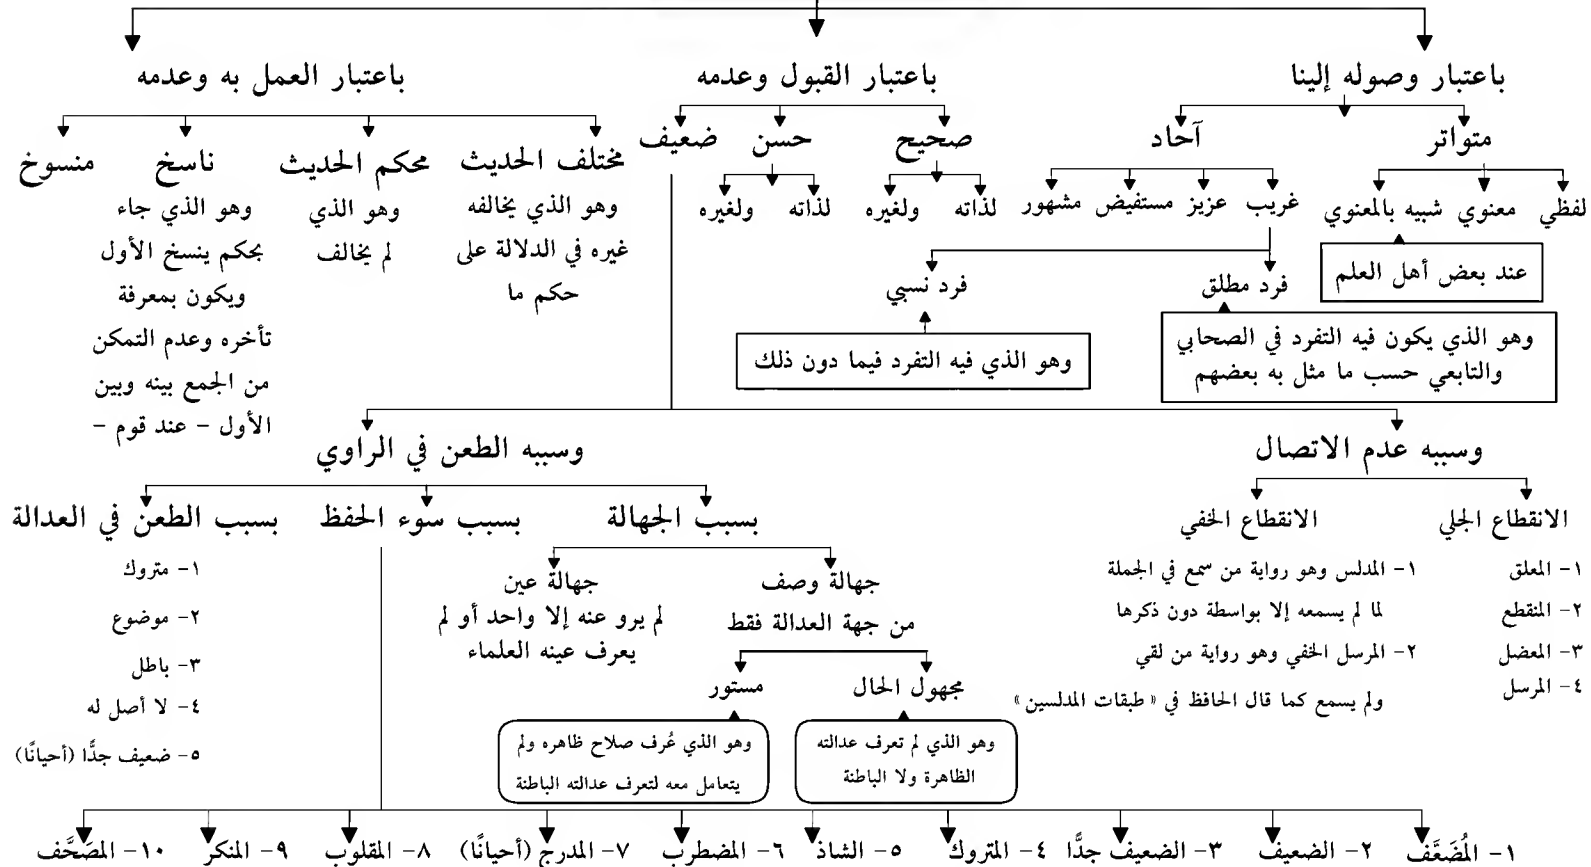 باعتبار وصوله إلينا
باعتبار القبول وعدمه
باعتبار العمل به وعدمه
متواتر
آحاد
صحيح
حسن
ضعيف
مختلف الحديث
محكم الحديث
ناسخ
منسوخ
لفظي
معنوي
شبيه بالمعنوي
غريب
عزيز
مستفيض
مشهور
لذاته
ولغيره
لذاته
ولغيره
وهو الذي يخالفه
غيره في الدلالة على
حكم ما
وهو الذي
لم يخالف
وهو الذي جاء
بحكم ينسخ الأول
ويكون بمعرفة
تأخره وعدم التمكن
من الجمع بينه وبين
الأول – عند قوم –
عند بعض أهل العلم
فرد مطلق
فرد نسبي
وهو الذي يكون فيه التفرد في الصحابي
والتابعي حسب ما مثل به بعضهم
وهو الذي فيه التفرد فيما دون ذلك
وسببه عدم الاتصال
وسببه الطعن في الراوي
الانقطاع الجلي
الانقطاع الخفي
بسبب الجهالة
بسبب سوء الحفظ
بسبب الطعن في العدالة
١- المعلق
٢- المنقطع
٣- المعضل
٤- المرسل
١- المدلس وهو رواية من سمع في الجملة
لما لم يسمعه إلا بواسطة دون ذكرها
٢- المرسل الخفي وهو رواية من لقي
ولم يسمع كما قال الحافظ في « طبقات المدلسين »
جهالة وصف
من جهة العدالة فقط
جهالة عين
لم يرو عنه إلا واحد أو لم
يعرف عينه العلماء
مجهول الحال
مستور
وهو الذي لم تعرف عدالته
الظاهرة ولا الباطنة
وهو الذي عُرف صلاح ظاهره ولم
يتعامل معه لتعرف عدالته الباطنة
١- متروك
٢- موضوع
٣- باطل
٤- لا أصل له
٥- ضعيف جدًّا (أحيانًا)
١- المُضَعَّف
٢- الضعيف
٣- الضعيف جدًّا
٤- المتروك
٥- الشاذ
٦- المضطرب
٧- المدرج (أحيانًا)
٨- المقلوب
٩- المنكر
١٠- المصَحَّف